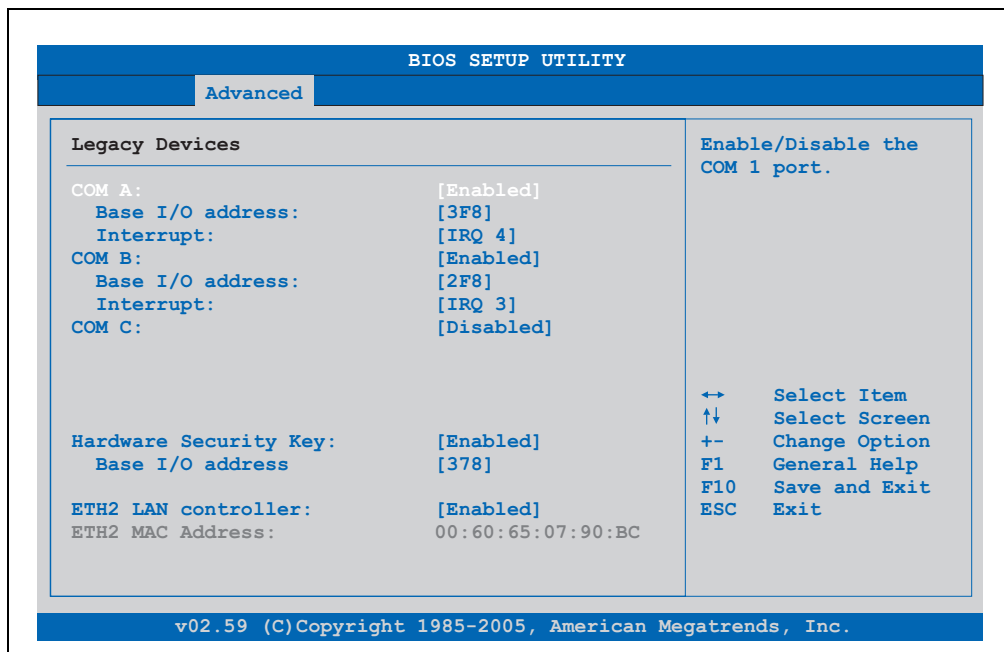 BIOS SETUP UTILITY
Advanced
Legacy Devices
COM A: [Enabled]
Base I/O address: [3F8]
Interrupt: [IRQ 4]
COM B: [Enabled]
Base I/O address: [2F8]
Interrupt: [IRQ 3]
COM C: [Disabled]
Hardware Security Key: [Enabled]
Base I/O address [378]
ETH2 LAN controller: [Enabled]
ETH2 MAC Address: 00:60:65:07:90:BC
Enable/Disable the
COM 1 port.
↔ Select Item
↑↓ Select Screen
+- Change Option
F1 General Help
F10 Save and Exit
ESC Exit
v02.59 (C)Copyright 1985-2005, American Megatrends, Inc.